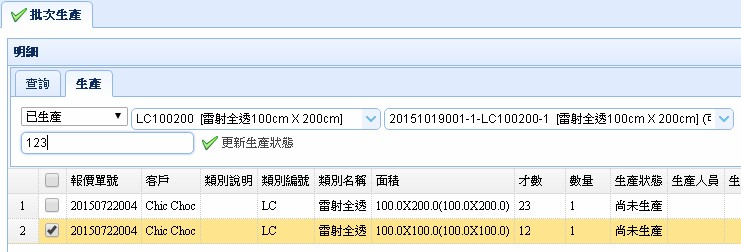 批次生產
明細
查詢 生產
已生產 LC100200 [雷射全透100cm X 200cm] 20151019001-1-LC100200-1 [雷射全透100cm X 200cm] (可
123 更新生產狀態
報價單號 客戶 類別說明 類別編號 類別名稱 面積 才數 數量 生產狀態 生產人員 生
1 20150722004 Chic Choc LC 雷射全透 100.0X200.0(100.0X200.0) 23 1 尚未生產
2 20150722004 Chic Choc LC 雷射全透 100.0X100.0(100.0X100.0) 12 1 尚未生產